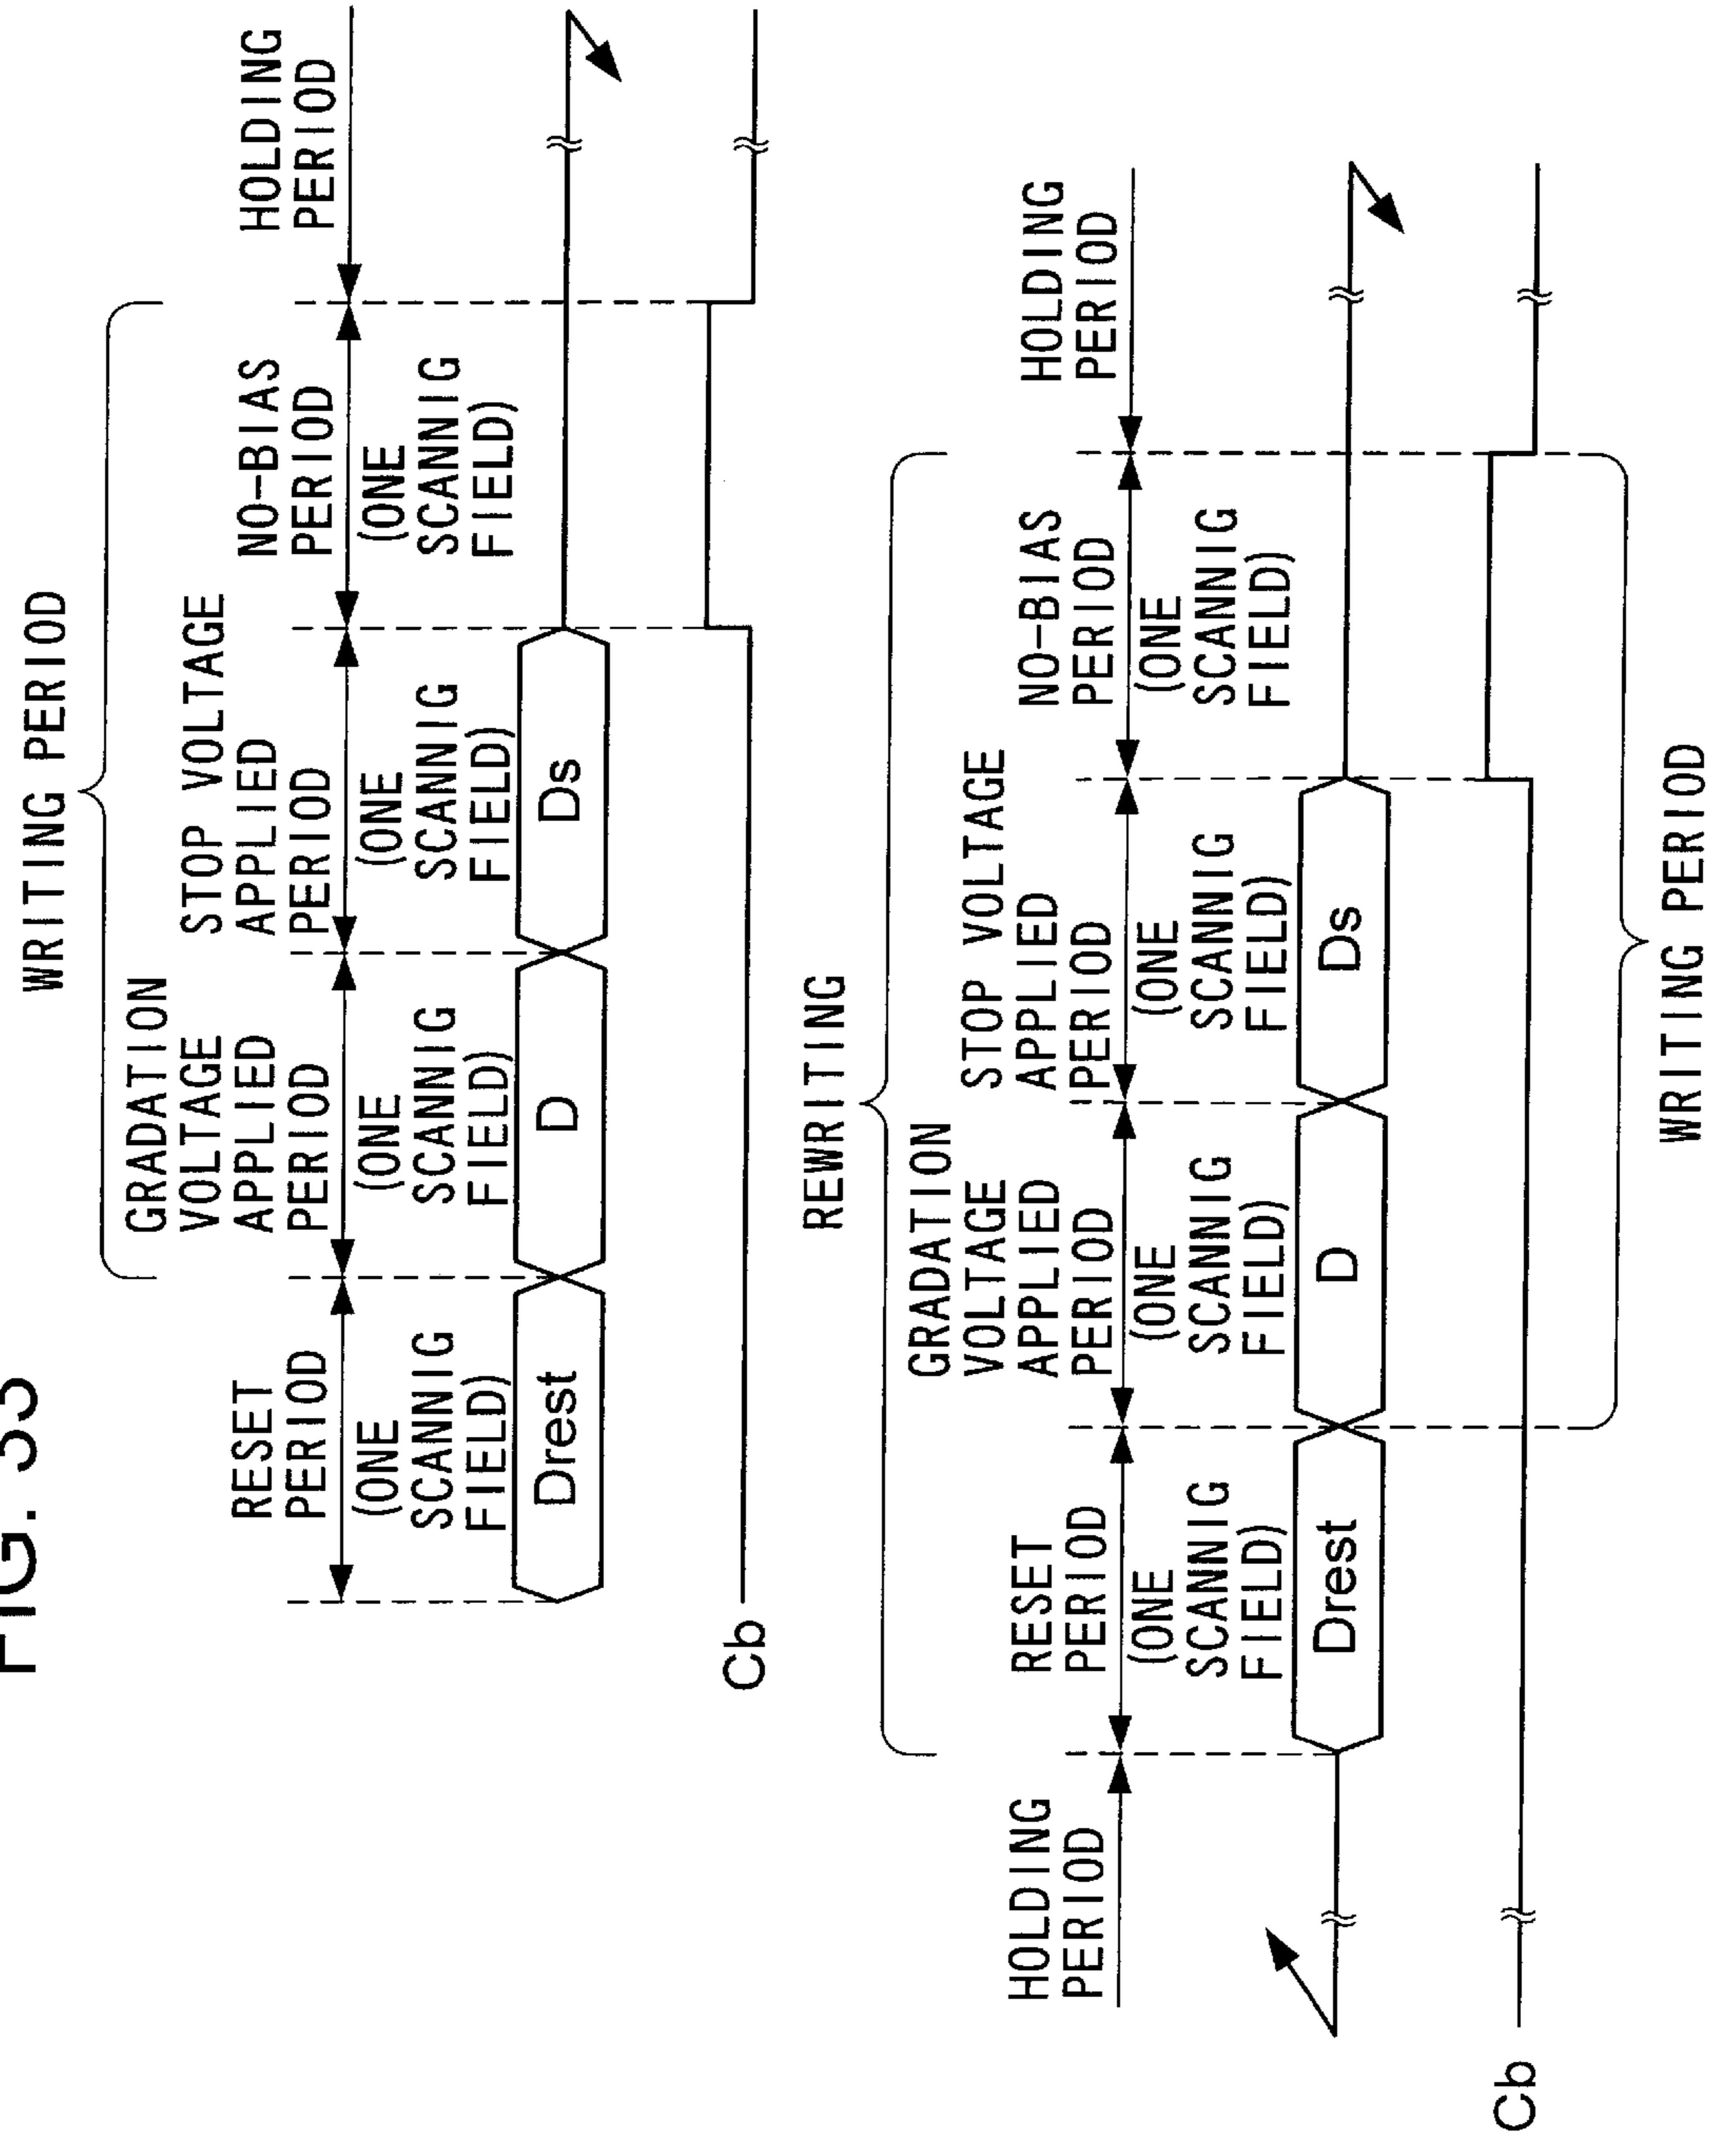 FIG.
WRITING PERIOD
RESET
PERIOD
(ONE
SCANNIG
FIELD)
GRADATION
VOLTAGE
APPLIED
PERIOD
(ONE
SCANNIG
FIELD)
STOP VOLTAGE
APPLIED
PERIOD
(ONE
SCANNIG
FIELD)
NO-BIAS
PERIOD
(ONE
SCANNIG
FIELD)
HOLDING
PERIOD
Drest
D
Ds
Cb
REWRITING
HOLDING
PERIOD
RESET
PERIOD
(ONE
SCANNIG
FIELD)
GRADATION
VOLTAGE
APPLIED
PERIOD
(ONE
SCANNIG
FIELD)
STOP VOLTAGE
APPLIED
PERIOD
(ONE
SCANNIG
FIELD)
NO-BIAS
PERIOD
(ONE
SCANNIG
FIELD)
HOLDING
PERIOD
Drest
D
Ds
Cb
WRITING PERIOD